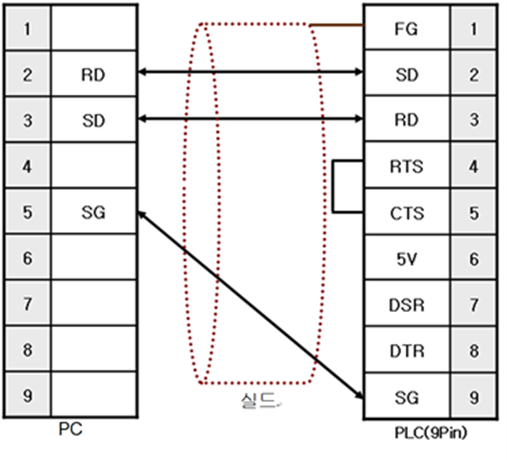 1 FG 1
2 RD SD 2
3 SD RD 3
4 RTS 4
5 SG CTS 5
6 5V 6
7 DSR 7
8 DTR 8
9 SG 9
실드
PC PLC(9Pin)